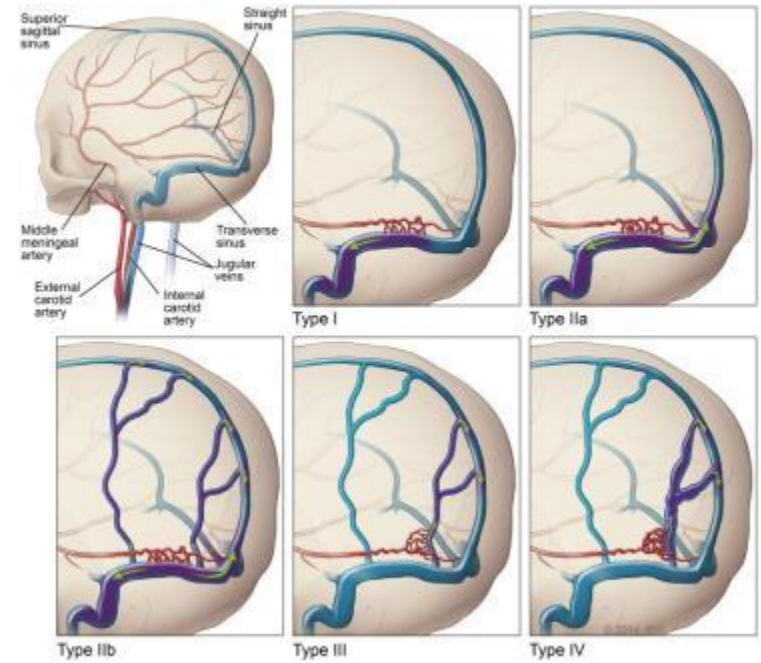 Superior
sagittal
sinus
Straight
sinus
Middle
meningeal
artery
Transverse
sinus
Jugular
veins
External
carotid
artery
Internal
carotid
artery
Type I
Type IIa
Type IIb
Type III
Type IV